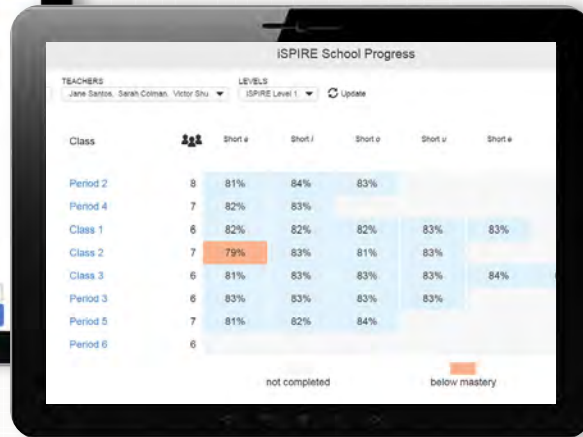 iSPIRE School Progress
TEACHERS LEVELS
Jane Santos, Sarah Colman, Victor Shu iSPIRE Level 1 Update
Class Short a Short i Short o Short u Short e
Period 2 8 81% 84% 83%
Period 4 7 82% 83%
Class 1 6 82% 82% 82% 83% 83%
Class 2 7 79% 83% 81% 83%
Class 3 6 81% 83% 83% 83% 84%
Period 3 6 83% 83% 83% 83%
Period 5 7 81% 82% 84%
Period 6 6
not completed below mastery